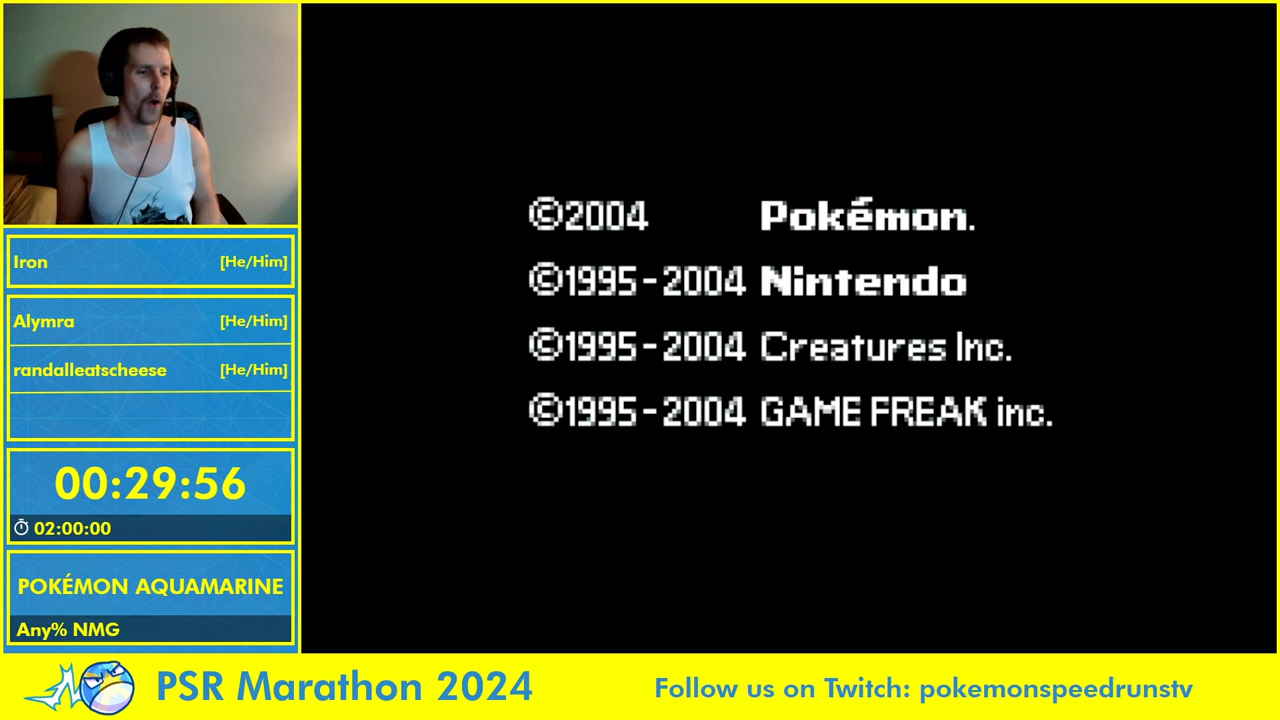 Iron [He/Him]
Alymra [He/Him]
randalleatscheese [He/Him]
00:29:56
02:00:00
POKÉMON AQUAMARINE
Any% NMG
©2004 Pokémon.
©1995-2004 Nintendo
©1995-2004 Creatures Inc.
©1995-2004 GAME FREAK inc.
PSR Marathon 2024
Follow us on Twitch: pokemonspeedrunstv